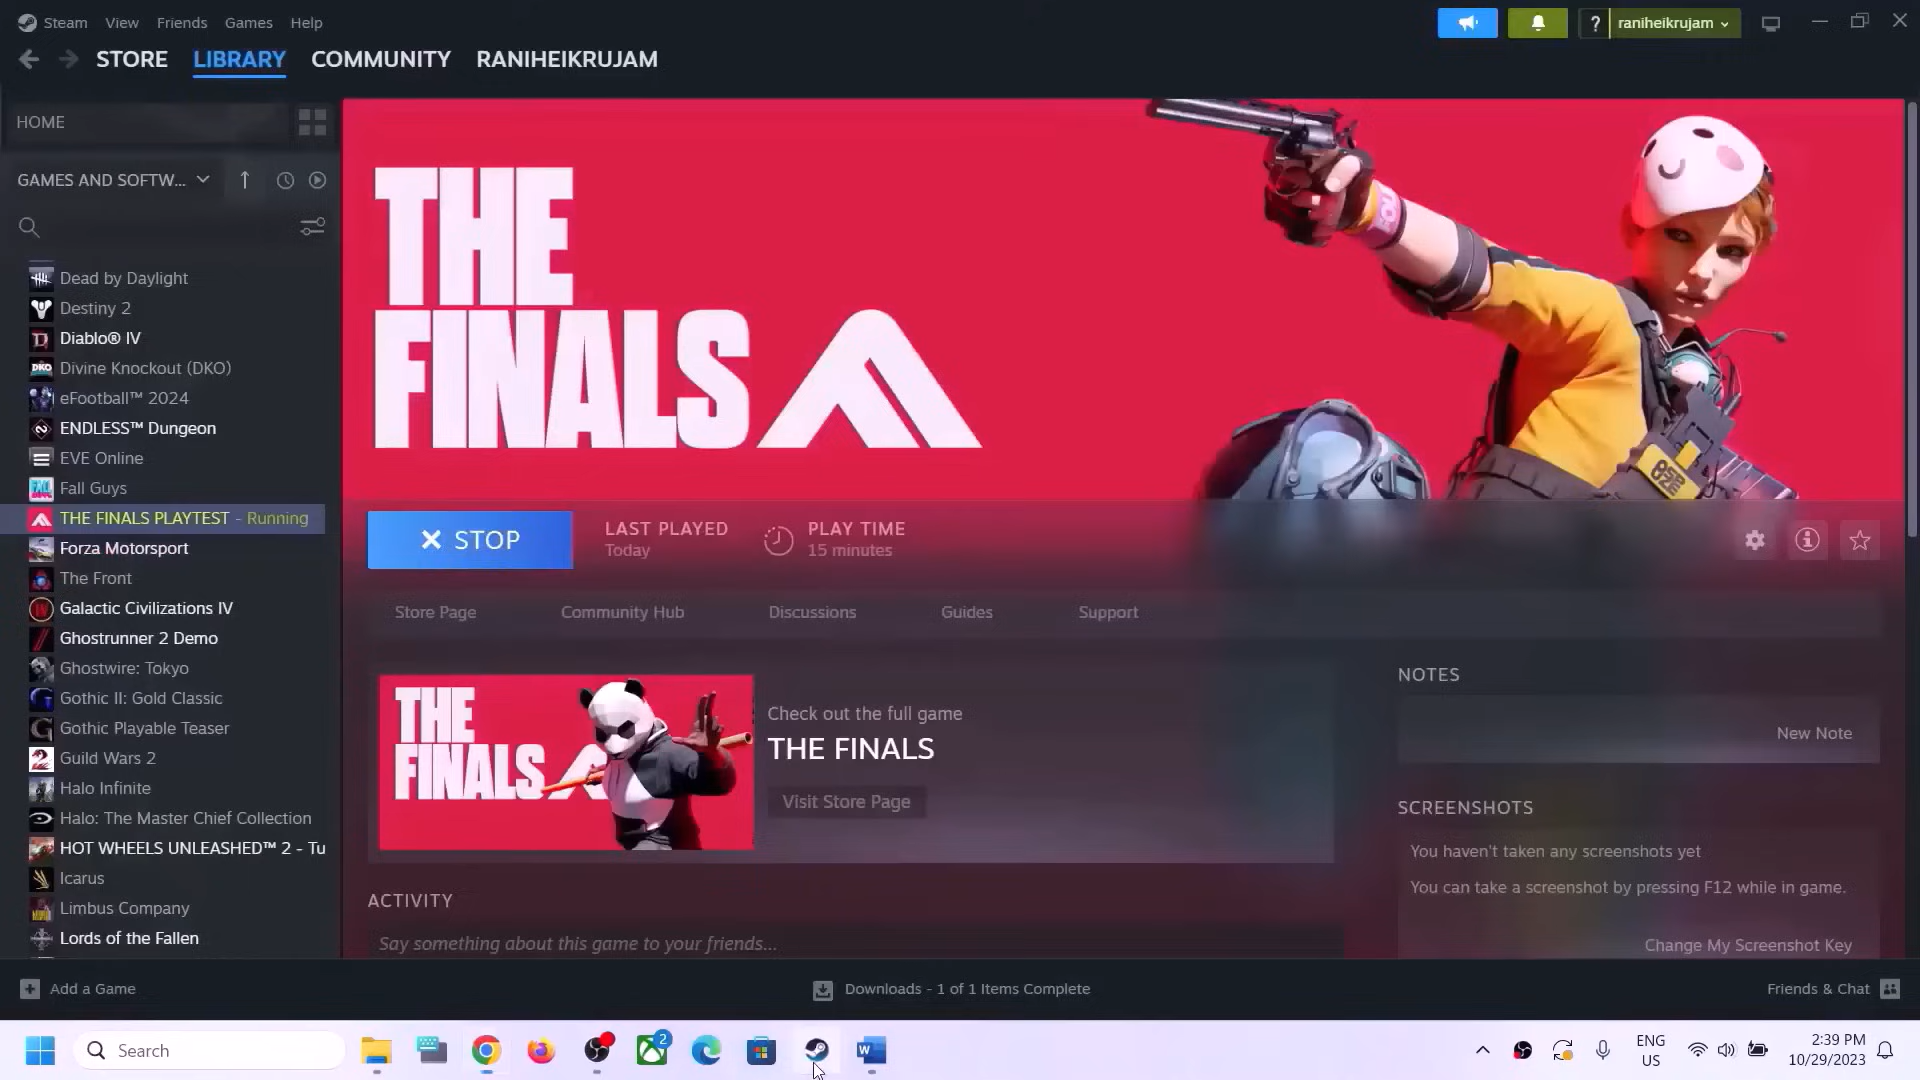 Steam View Friends Games Help
? raniheikrujam
STORE LIBRARY COMMUNITY RANIHEIKRUJAM
HOME
GAMES AND SOFTW...
Dead by Daylight
Destiny 2
Diablo® IV
Divine Knockout (DKO)
eFootball™ 2024
ENDLESS™ Dungeon
EVE Online
Fall Guys
THE FINALS PLAYTEST - Running
Forza Motorsport
The Front
Galactic Civilizations IV
Ghostrunner 2 Demo
Ghostwire: Tokyo
Gothic II: Gold Classic
Gothic Playable Teaser
Guild Wars 2
Halo Infinite
Halo: The Master Chief Collection
HOT WHEELS UNLEASHED™ 2 - Tu
Icarus
Limbus Company
Lords of the Fallen
THE
FINALS
STOP
LAST PLAYED
Today
PLAY TIME
15 minutes
Store Page Community Hub Discussions Guides Support
THE
FINALS
Check out the full game
THE FINALS
Visit Store Page
ACTIVITY
Say something about this game to your friends...
NOTES
New Note
SCREENSHOTS
You haven't taken any screenshots yet
You can take a screenshot by pressing F12 while in game.
Change My Screenshot Key
Add a Game
Downloads - 1 of 1 Items Complete
Friends & Chat
Search
2
ENG
US
2:39 PM
10/29/2023